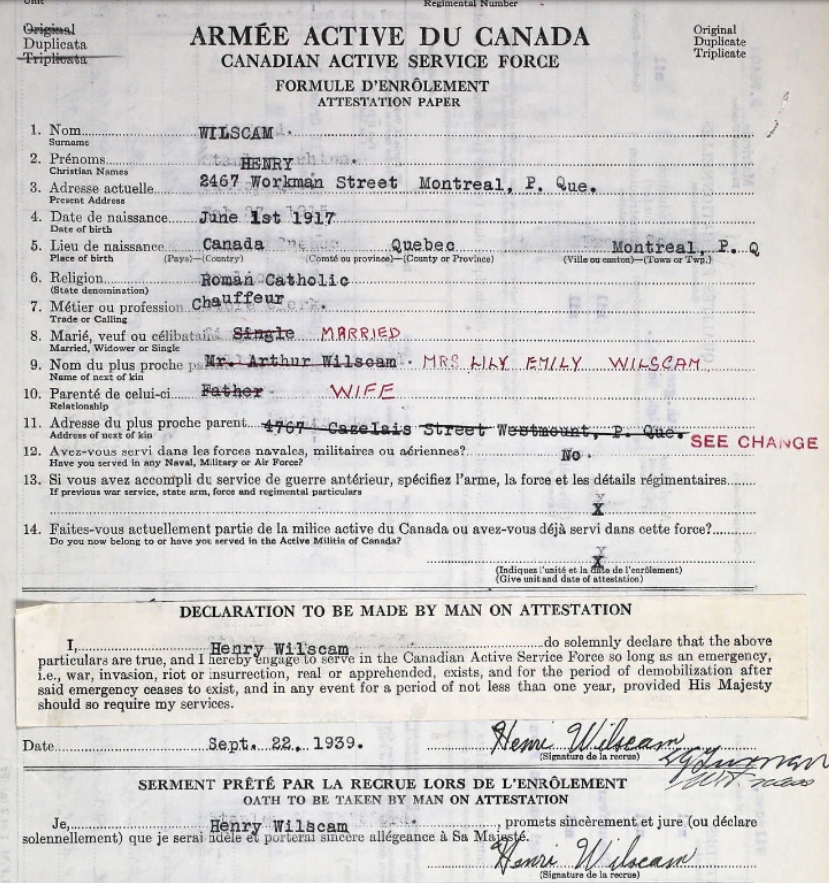 Regimental Number
Original
Duplicata
Triplicata
ARMÉE ACTIVE DU CANADA
CANADIAN ACTIVE SERVICE FORCE
FORMULE D'ENRÔLEMENT
ATTESTATION PAPER
Original
Duplicate
Triplicate
1. Nom WILSCAM.
Surname
2. Prénoms HENRY.
Christian Names
3. Adresse actuelle 2467 Workman Street Montreal, P. Que.
Present Address
4. Date de naissance June 1st 1917
Date of birth
5. Lieu de naissance Canada Quebec Montreal, P. Q
Place of birth (Pays)—(Country) (Comté ou province)—(County or Province) (Ville ou canton)—(Town or Twp.)
6. Religion Roman Catholic
(State denomination)
7. Métier ou profession Chauffeur
Trade or Calling
8. Marié, veuf ou célibataire Single MARRIED
Married, Widower or Single
9. Nom du plus proche Mr. Arthur Wilscam. MRS LILY EMILY WILSCAM
Name of next of kin
10. Parenté de celui-ci Father WIFE
Relationship
11. Adresse du plus proche parent 4767 Cazelais Street Westmount, P. Que. SEE CHANGE
Address of next of kin
12. Avez-vous servi dans les forces navales, militaires ou aériennes? No.
Have you served in any Naval, Military or Air Force?
13. Si vous avez accompli du service de guerre antérieur, spécifiez l'arme, la force et les détails régimentaires
If previous war service, state arm, force and regimental particulars
X
14. Faites-vous actuellement partie de la milice active du Canada ou avez-vous déjà servi dans cette force?
Do you now belong to or have you served in the Active Militia of Canada?
X
(Indiquez l'unité et la date de l'enrôlement)
(Give unit and date of attestation)
DECLARATION TO BE MADE BY MAN ON ATTESTATION
I, Henry Wilscam do solemnly declare that the above
particulars are true, and I hereby engage to serve in the Canadian Active Service Force so long as an emergency,
i.e., war, invasion, riot or insurrection, real or apprehended, exists, and for the period of demobilization after
said emergency ceases to exist, and in any event for a period of not less than one year, provided His Majesty
should so require my services.
Date Sept. 22, 1939. Henri Wilscam
(Signature de la recrue)
Witness
SERMENT PRÊTÉ PAR LA RECRUE LORS DE L'ENRÔLEMENT
OATH TO BE TAKEN BY MAN ON ATTESTATION
Je, Henry Wilscam, promets sincèrement et jure (ou déclare
solennellement) que je serai fidèle et porterai sincère allégeance à Sa Majesté.
Henri Wilscam
(Signature de la recrue)